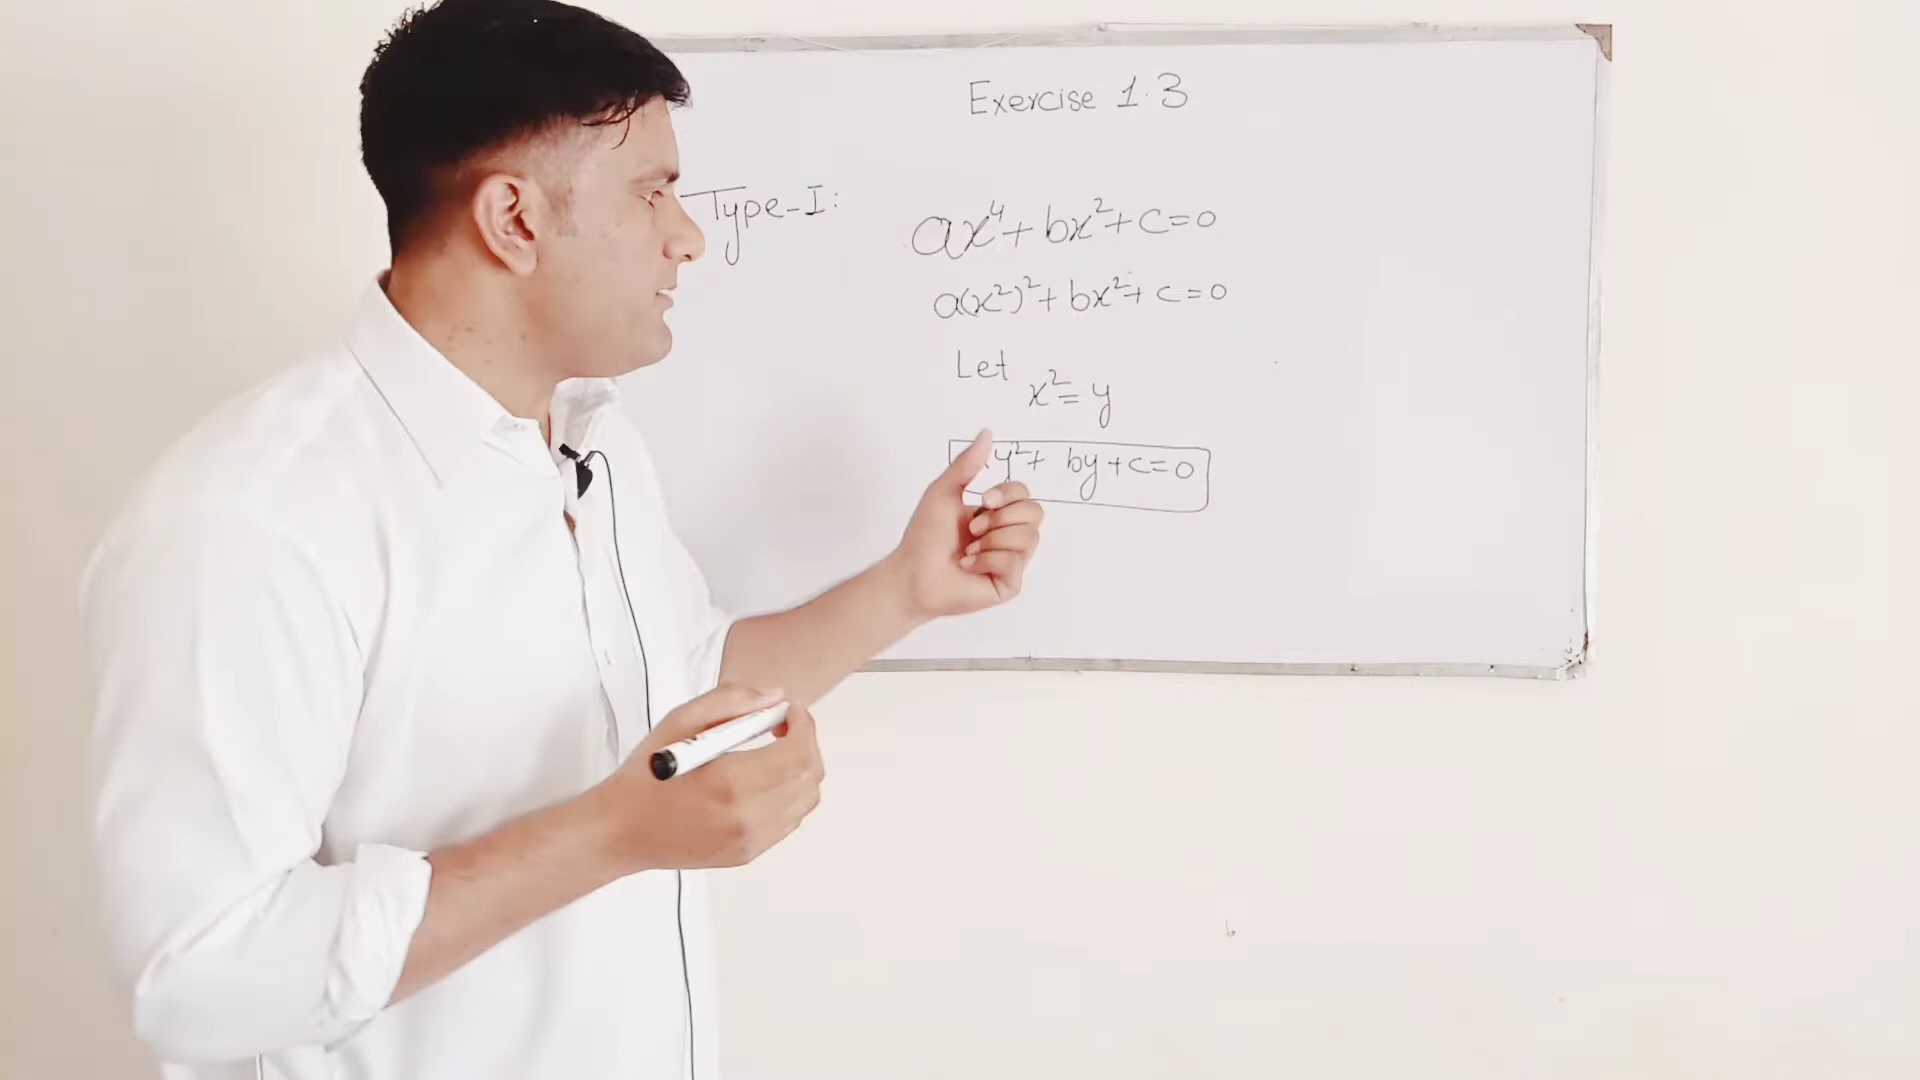 Exercise 1.3
Type-I:
ax⁴+bx²+c=0
a(x²)²+bx²+c=0
Let
x²=y
y²+ by+c=0